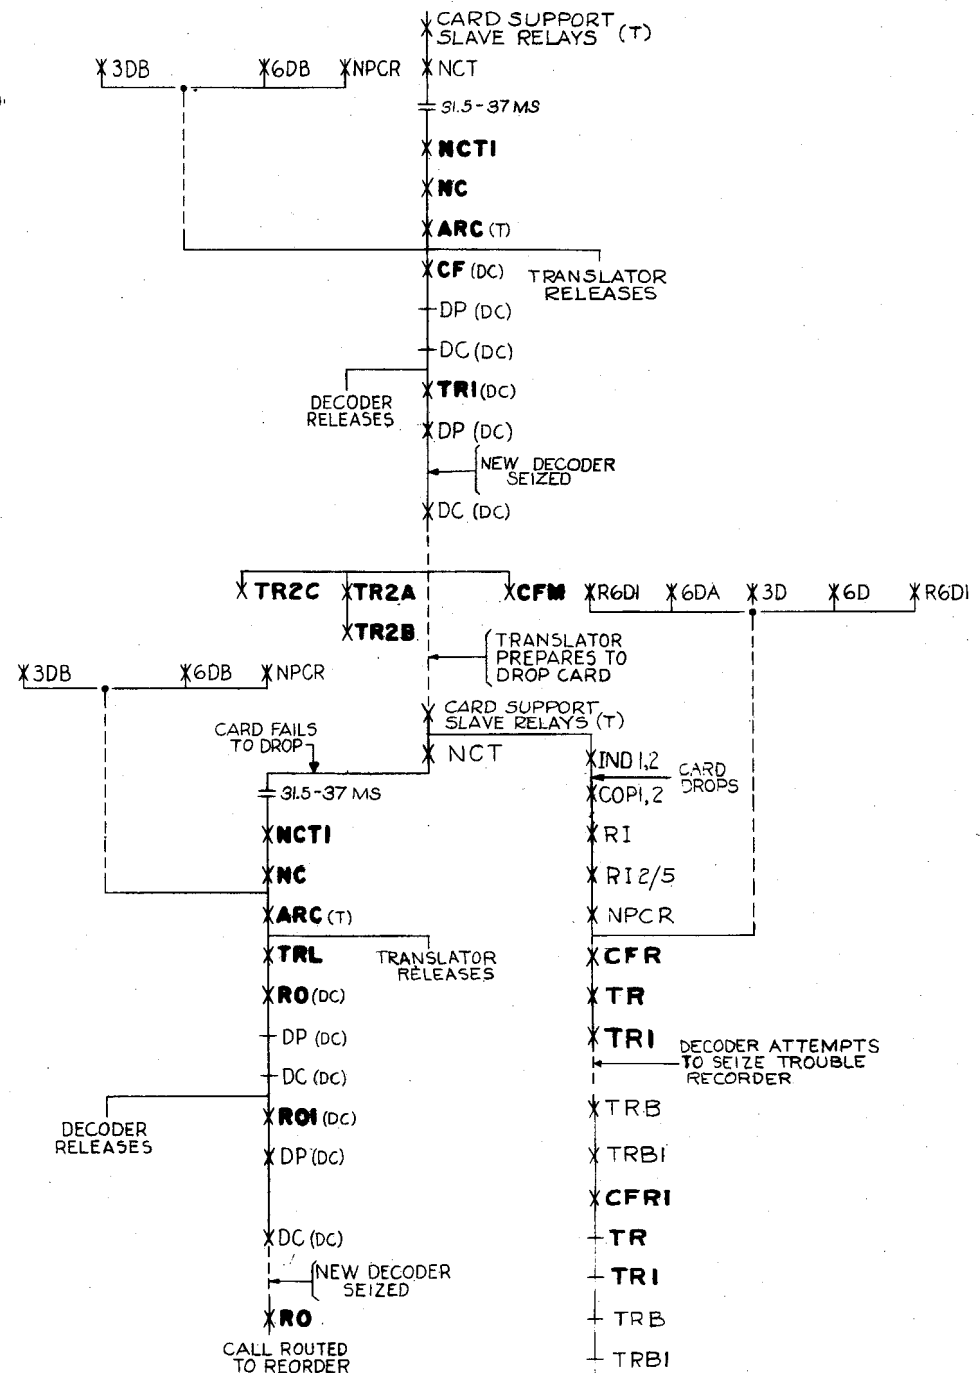 CARD SUPPORT
SLAVE RELAYS (T)
3DB
6DB
NPCR
NCT
31.5-37 MS
NCT1
NC
ARC (T)
CF (DC)
TRANSLATOR
RELEASES
DP (DC)
DC (DC)
DECODER
RELEASES
TR1 (DC)
DP (DC)
NEW DECODER
SEIZED
DC (DC)
TR2C
TR2A
CFM
R6D1
6DA
3D
6D
R6D1
TR2B
TRANSLATOR
PREPARES TO
DROP CARD
3DB
6DB
NPCR
CARD SUPPORT
SLAVE RELAYS (T)
CARD FAILS
TO DROP
NCT
IND 1,2
CARD
DROPS
31.5-37 MS
COP1,2
NCT1
RI
NC
RI 2/5
ARC (T)
NPCR
TRL
TRANSLATOR
RELEASES
CFR
RO (DC)
TR
DP (DC)
TR1
DECODER ATTEMPTS
TO SEIZE TROUBLE
RECORDER
DC (DC)
DECODER
RELEASES
RO1 (DC)
TRB
DP (DC)
TRB1
CFR1
DC (DC)
TR
NEW DECODER
SEIZED
TR1
RO
TRB
CALL ROUTED
TO REORDER
TRB1